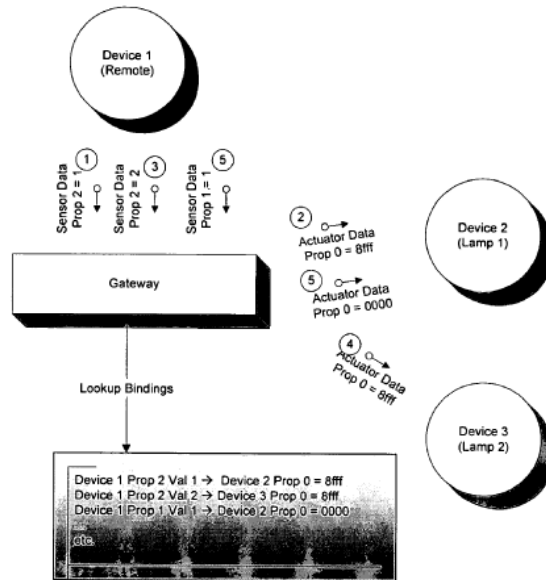 Device 1
(Remote)
1
Sensor Data
Prop 2 = 1
3
Sensor Data
Prop 2 = 2
5
Sensor Data
Prop 1 = 1
2
Actuator Data
Prop 0 = 8fff
Device 2
(Lamp 1)
Gateway
5
Actuator Data
Prop 0 = 0000
4
Actuator Data
Prop 0 = 8fff
Lookup Bindings
Device 3
(Lamp 2)
Device 1 Prop 2 Val 1 → Device 2 Prop 0 = 8fff
Device 1 Prop 2 Val 2 → Device 3 Prop 0 = 8fff
Device 1 Prop 1 Val 1 → Device 2 Prop 0 = 0000
...
etc.